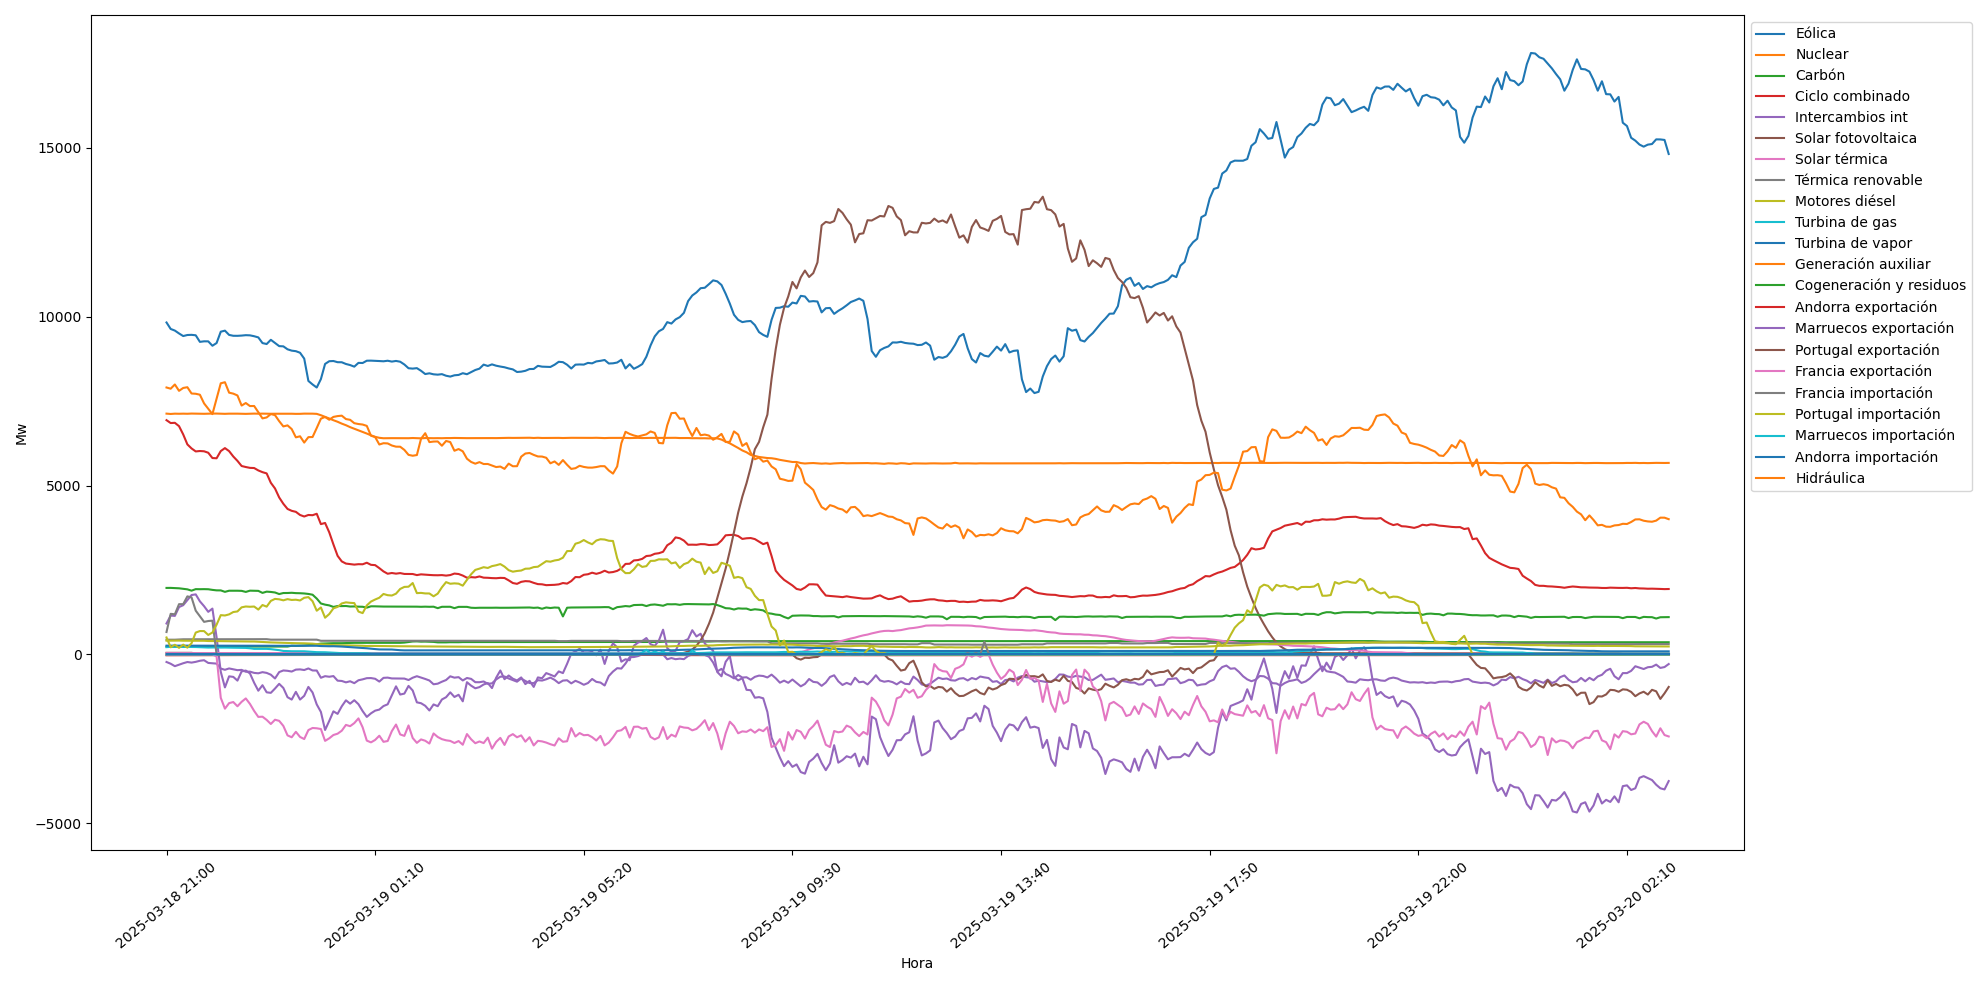 Mw
15000
10000
5000
0
−5000
2025-03-18 21:00
2025-03-19 01:10
2025-03-19 05:20
2025-03-19 09:30
2025-03-19 13:40
2025-03-19 17:50
2025-03-19 22:00
2025-03-20 02:10
Hora
Eólica
Nuclear
Carbón
Ciclo combinado
Intercambios int
Solar fotovoltaica
Solar térmica
Térmica renovable
Motores diésel
Turbina de gas
Turbina de vapor
Generación auxiliar
Cogeneración y residuos
Andorra exportación
Marruecos exportación
Portugal exportación
Francia exportación
Francia importación
Portugal importación
Marruecos importación
Andorra importación
Hidráulica